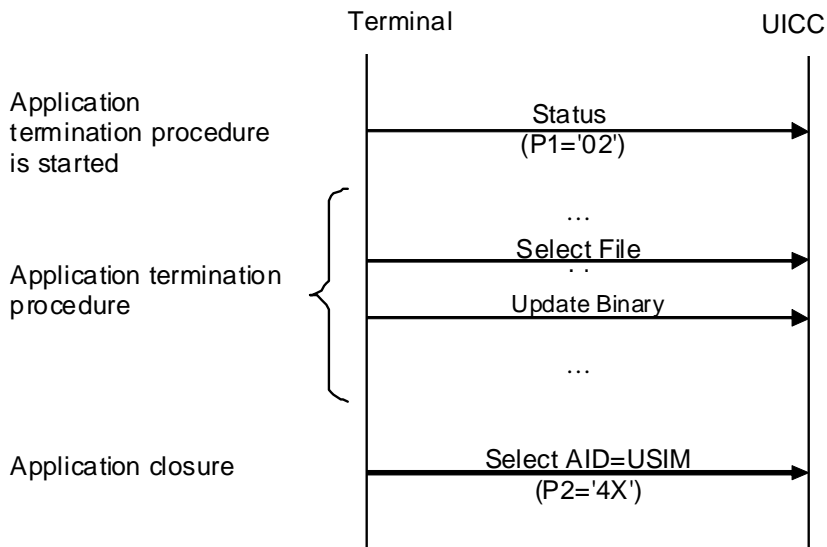 Terminal
UICC
Application
termination procedure
is started
Status
(P1='02')
...
Select File
. .
Application termination
procedure
Update Binary
...
Application closure
Select AID=USIM
(P2='4X')